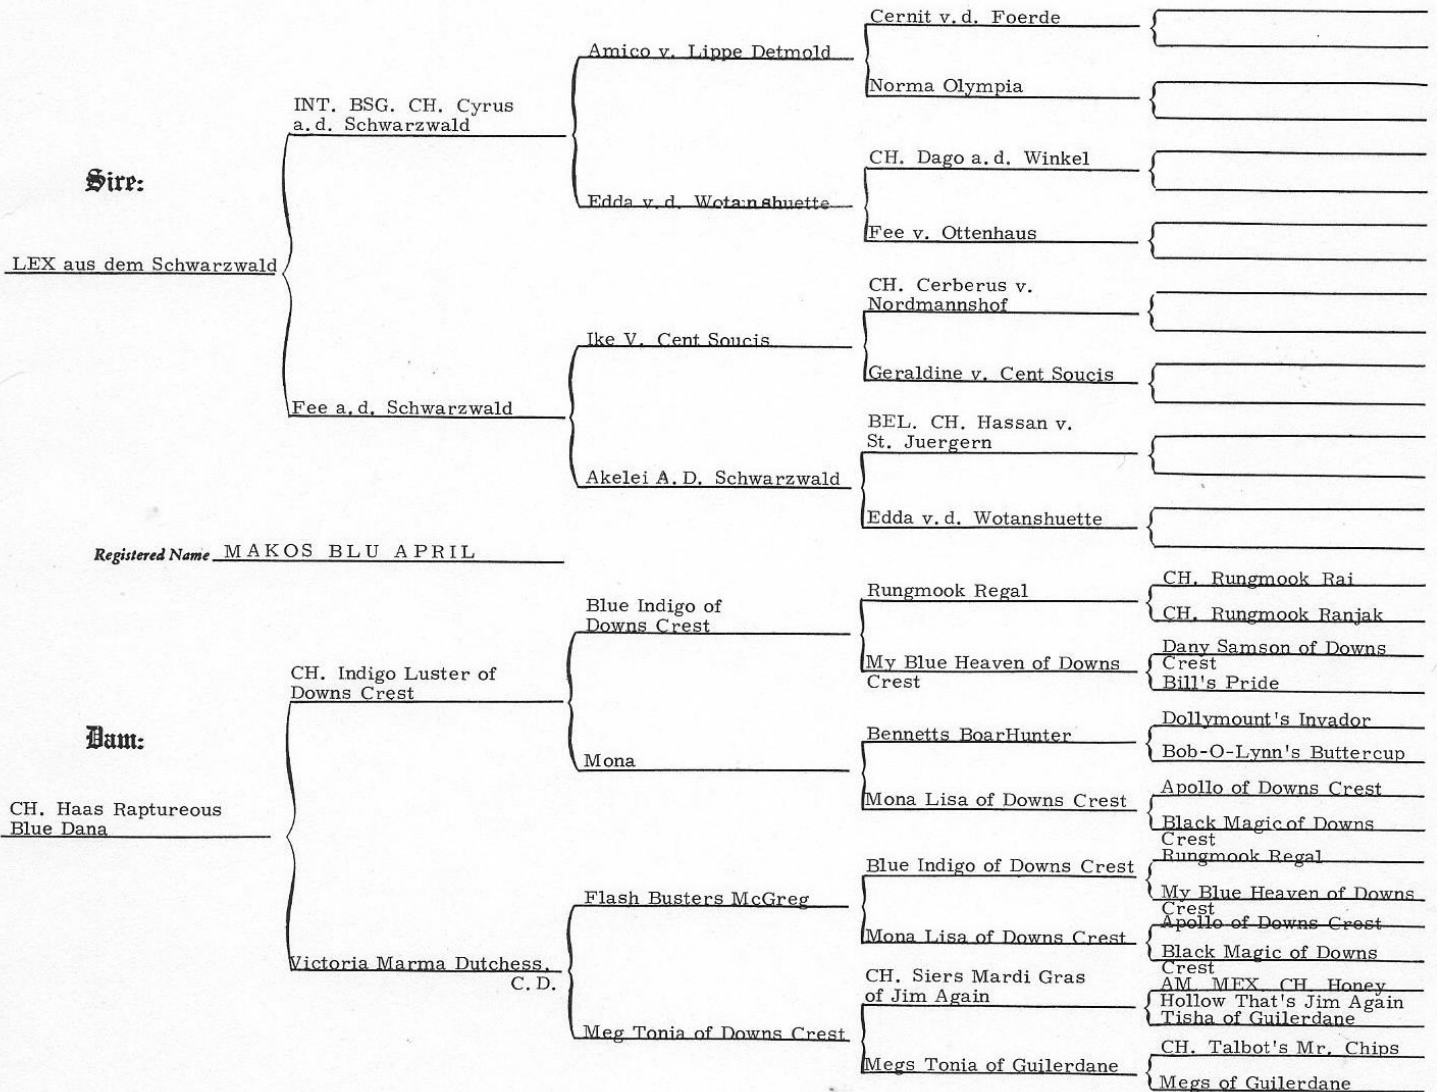 Cernit v.d. Foerde
Amico v. Lippe Detmold
Norma Olympia
INT. BSG. CH. Cyrus
a.d. Schwarzwald
CH. Dago a.d. Winkel
Sire:
Edda v.d. Wotanshuette
Fee v. Ottenhaus
LEX aus dem Schwarzwald
CH. Cerberus v.
Nordmannshof
Ike V. Cent Soucis
Geraldine v. Cent Soucis
Fee a.d. Schwarzwald
BEL. CH. Hassan v.
St. Juergern
Akelei A.D. Schwarzwald
Edda v.d. Wotanshuette
Registered Name MAKOS BLU APRIL
CH. Rungmook Rai
Rungmook Regal
Blue Indigo of
Downs Crest
CH. Rungmook Ranjak
Dany Samson of Downs
Crest
My Blue Heaven of Downs
Crest
Bill's Pride
CH. Indigo Luster of
Downs Crest
Dollymount's Invador
Bennetts BoarHunter
Dam:
Bob-O-Lynn's Buttercup
Mona
Apollo of Downs Crest
Mona Lisa of Downs Crest
Black Magic of Downs
Crest
CH. Haas Raptureous
Blue Dana
Rungmook Regal
Blue Indigo of Downs Crest
My Blue Heaven of Downs
Crest
Flash Busters McGreg
Apollo of Downs Crest
Mona Lisa of Downs Crest
Black Magic of Downs
Crest
Victoria Marma Dutchess,
C.D.
CH. Siers Mardi Gras
of Jim Again
AM. MEX. CH. Honey
Hollow That's Jim Again
Tisha of Guilerdane
Meg Tonia of Downs Crest
CH. Talbot's Mr. Chips
Megs Tonia of Guilerdane
Megs of Guilerdane